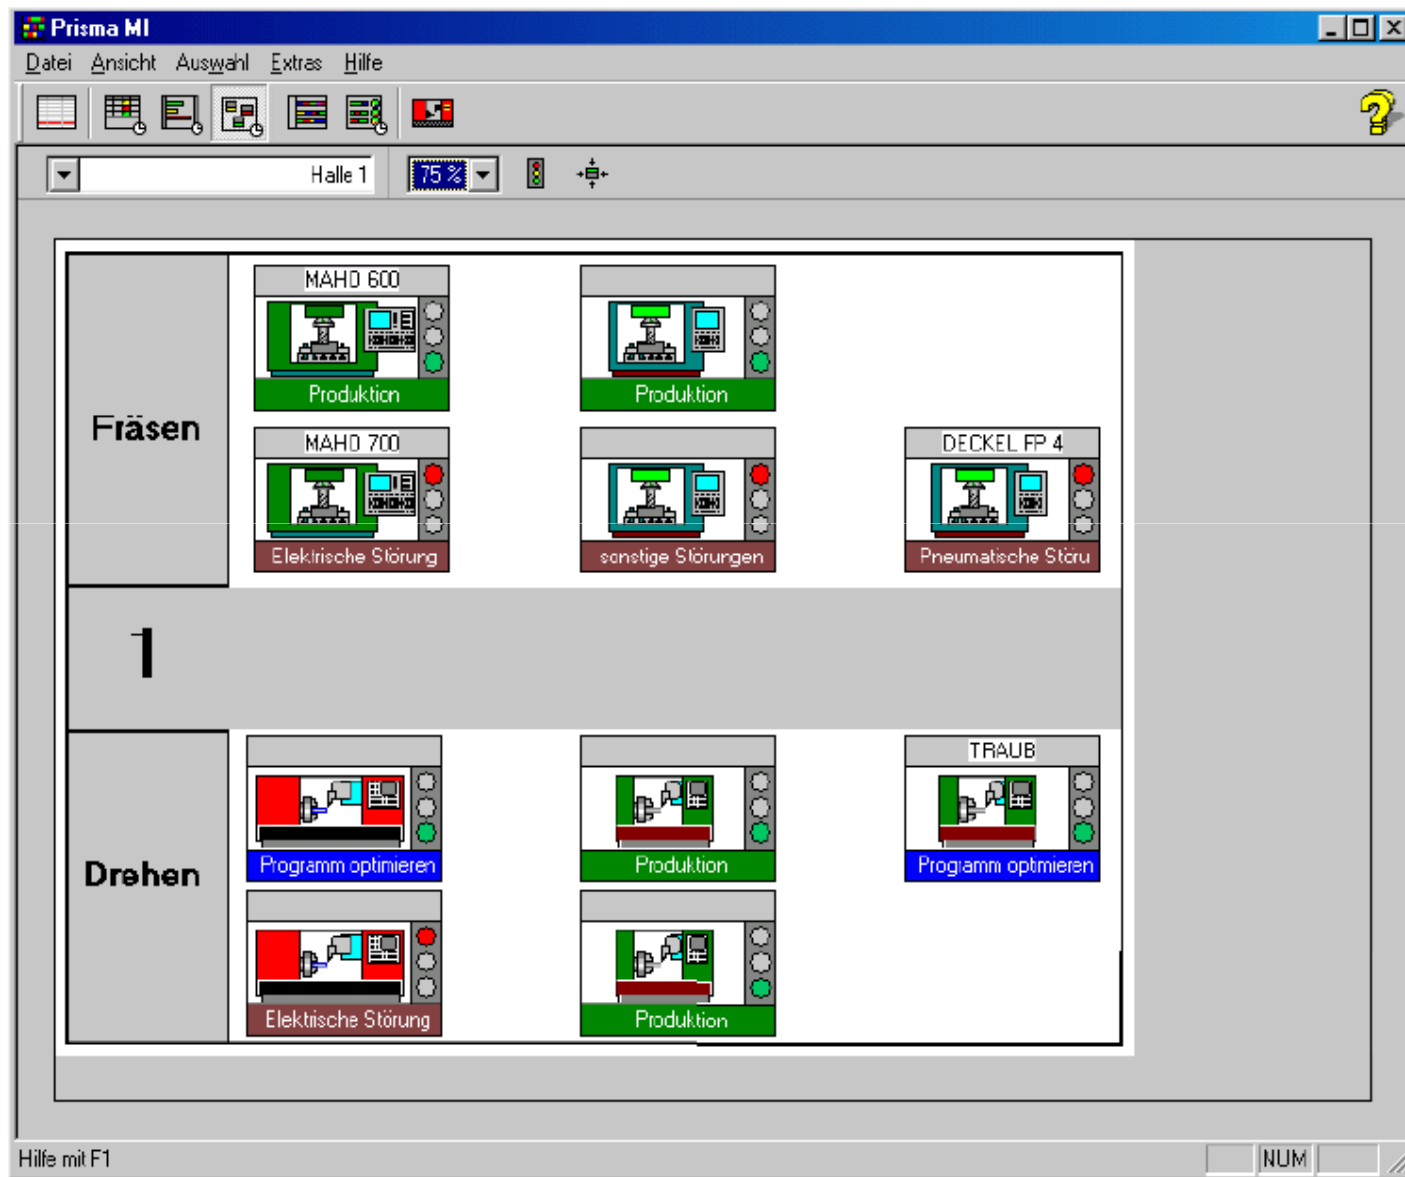 Prisma MI
Datei Ansicht Auswahl Extras Hilfe
Halle 1 75 %
MAHO 600
Produktion Produktion
Fräsen
MAHO 700 DECKEL FP 4
Elektrische Störung sonstige Störungen Pneumatische Störu
1
TRAUB
Programm optimieren Produktion Programm optimieren
Drehen
Elektrische Störung Produktion
Hilfe mit F1 NUM